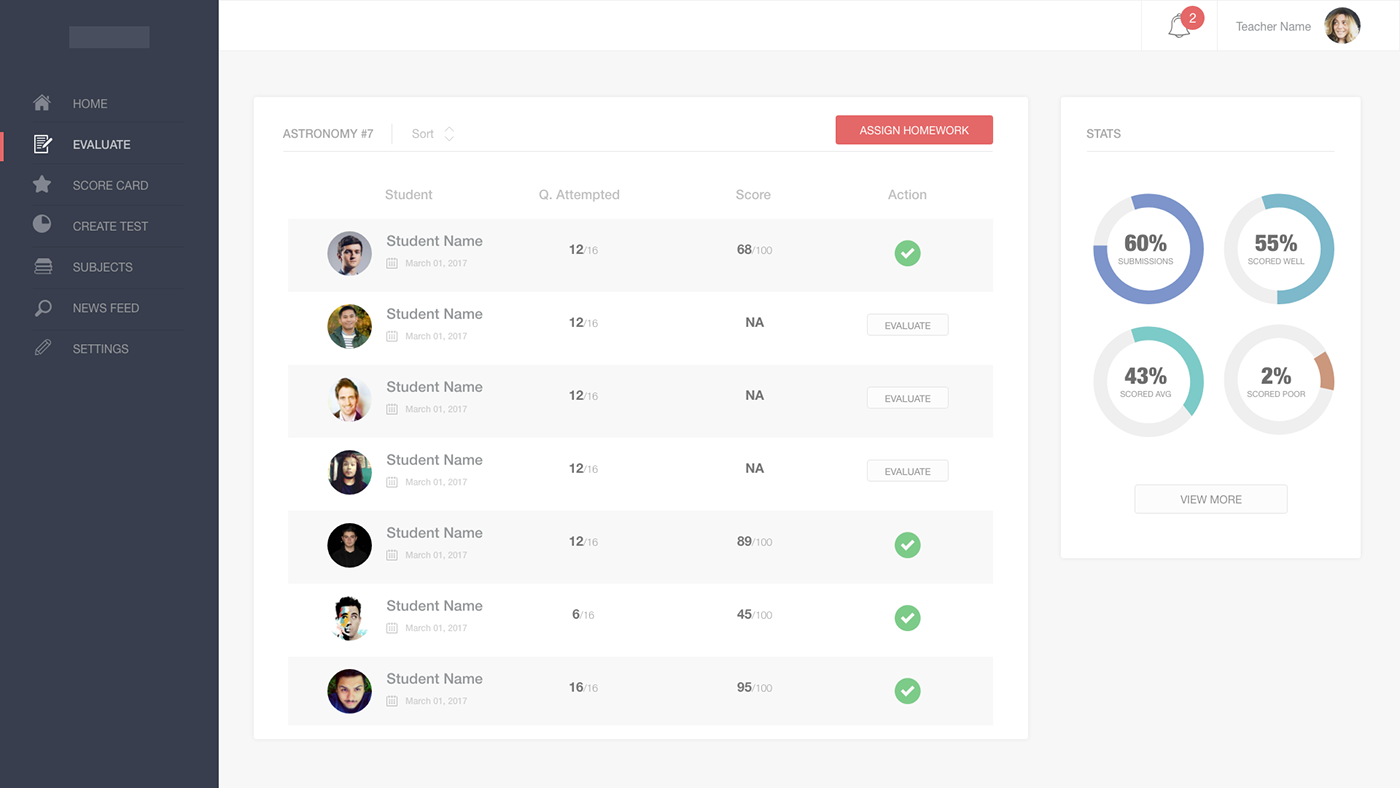 2
Teacher Name
HOME
EVALUATE
SCORE CARD
CREATE TEST
SUBJECTS
NEWS FEED
SETTINGS
ASTRONOMY #7 Sort ASSIGN HOMEWORK
Student Q. Attempted Score Action
Student Name 12/16 68/100
March 01, 2017
Student Name 12/16 NA EVALUATE
March 01, 2017
Student Name 12/16 NA EVALUATE
March 01, 2017
Student Name 12/16 NA EVALUATE
March 01, 2017
Student Name 12/16 89/100
March 01, 2017
Student Name 6/16 45/100
March 01, 2017
Student Name 16/16 95/100
March 01, 2017
STATS
60% 55%
SUBMISSIONS SCORED WELL
43% 2%
SCORED AVG SCORED POOR
VIEW MORE